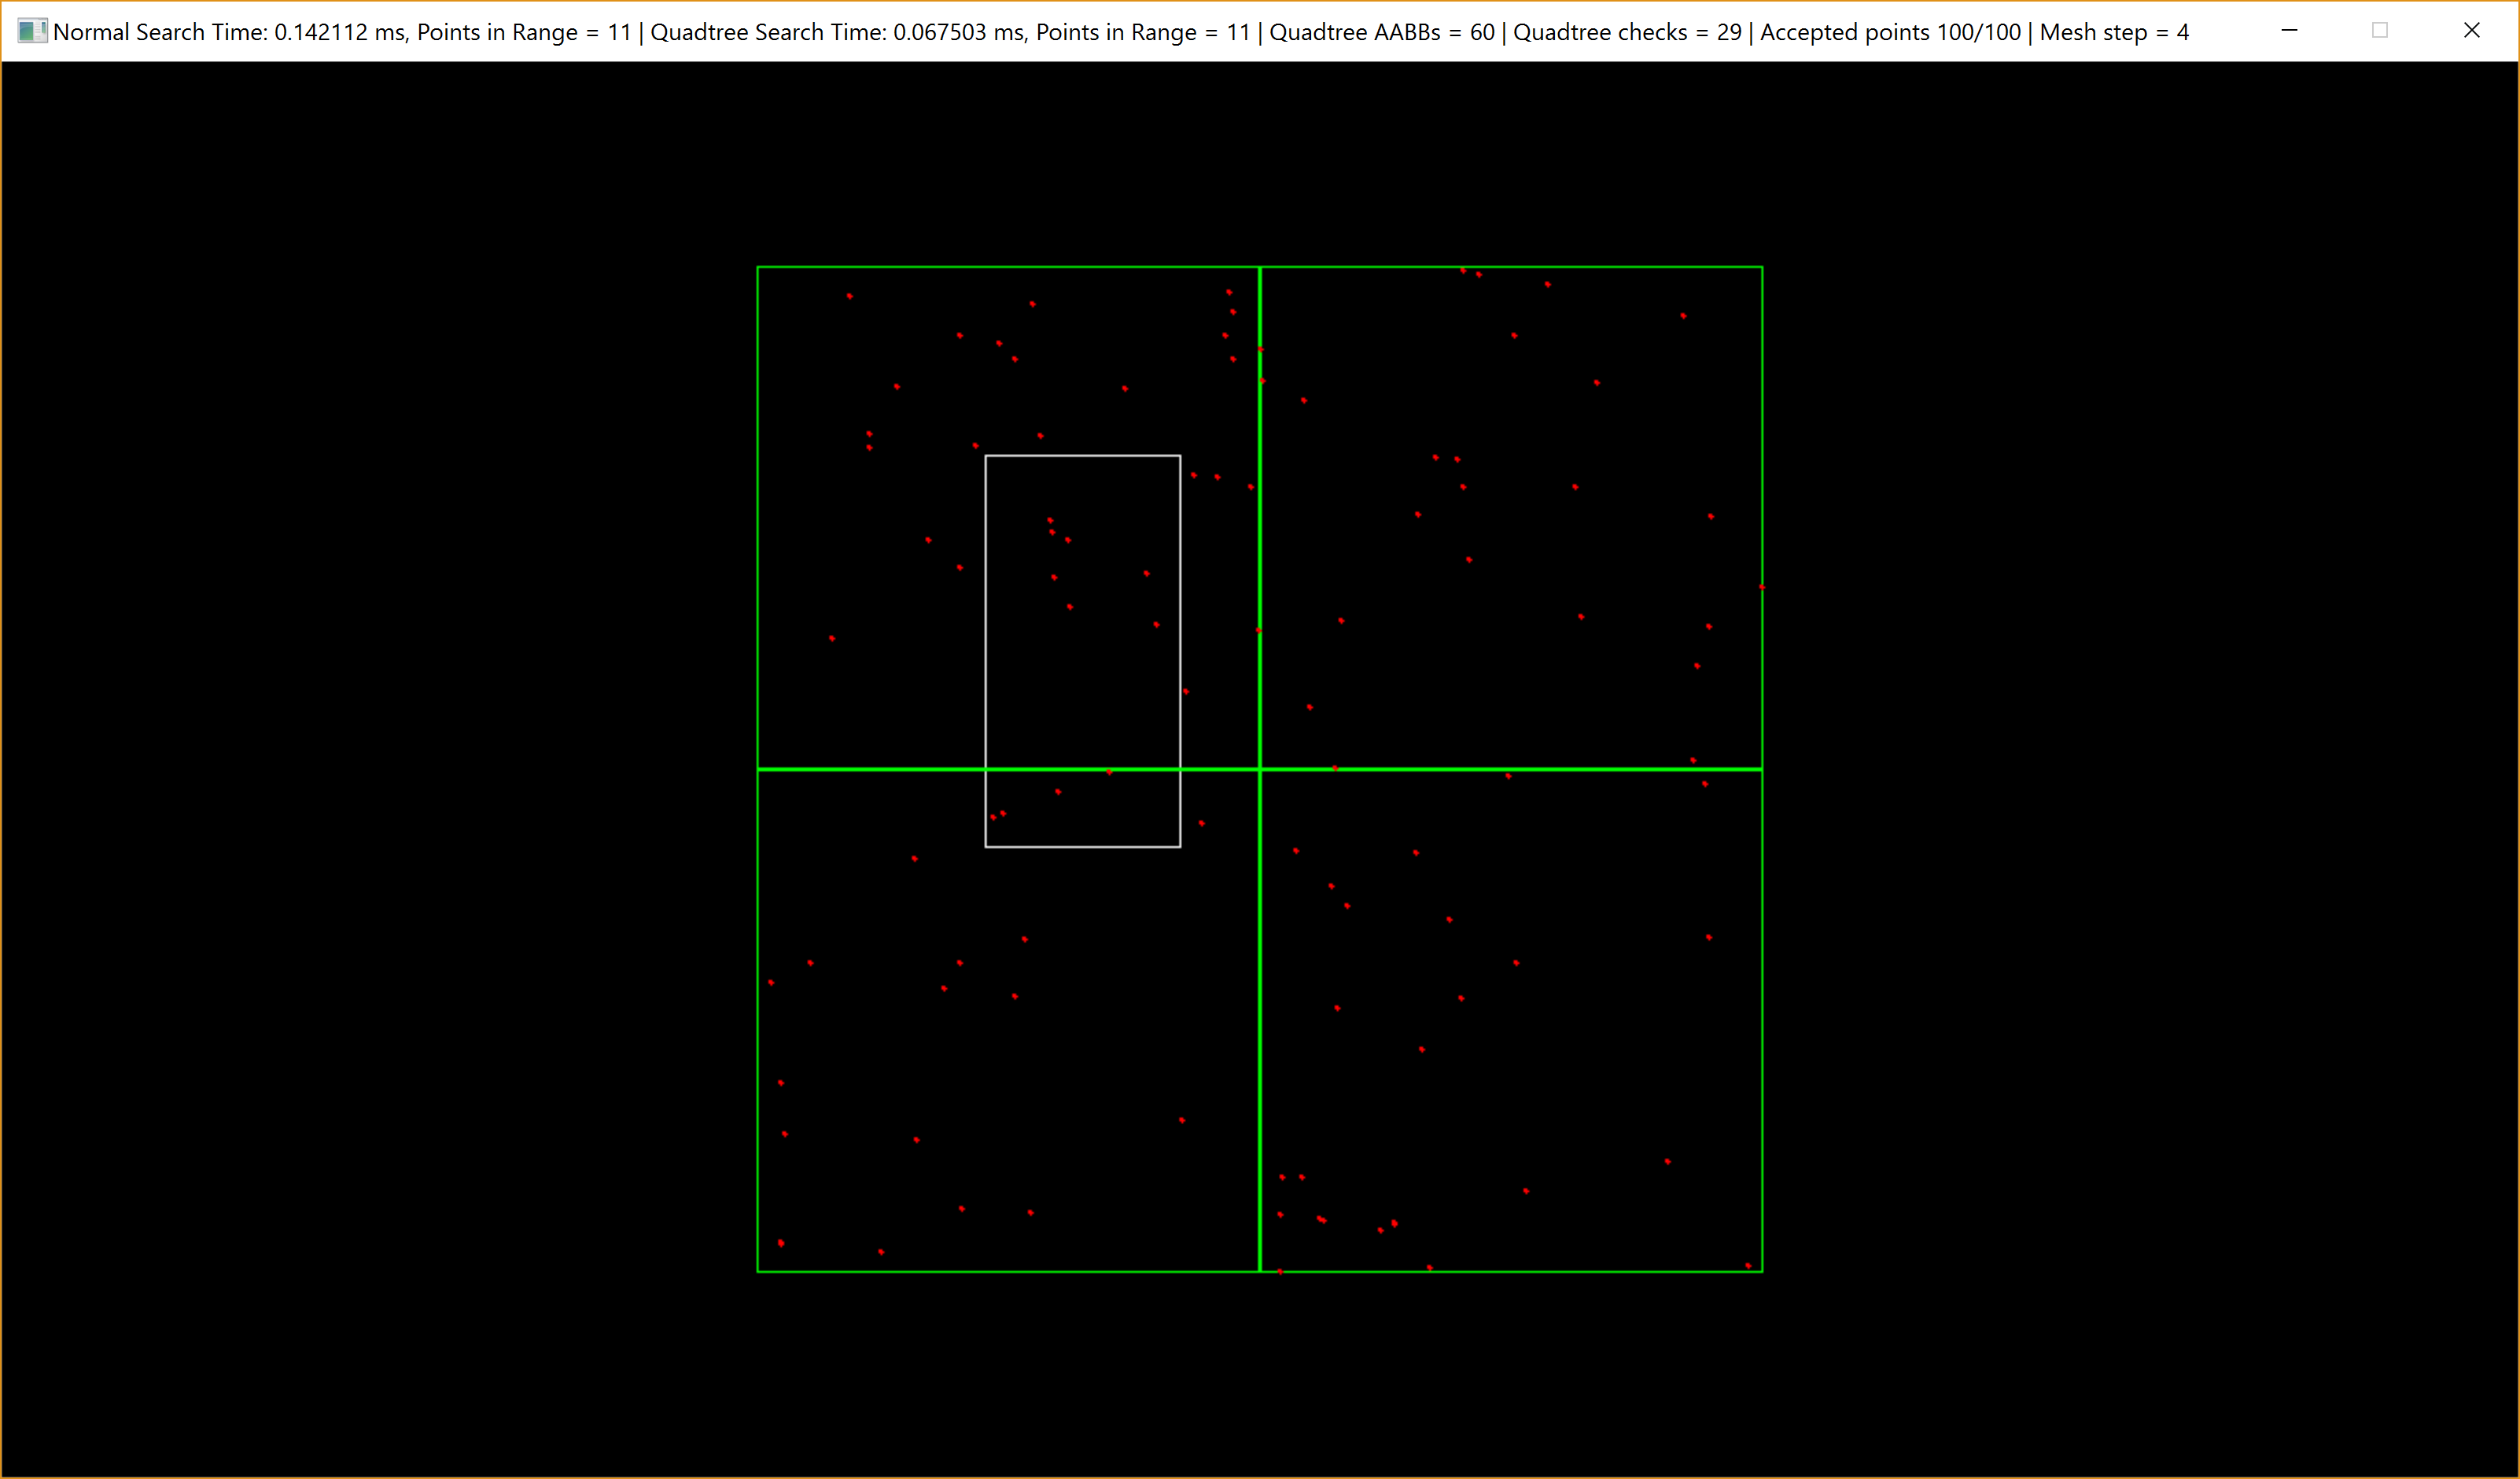 Normal Search Time: 0.142112 ms, Points in Range = 11 | Quadtree Search Time: 0.067503 ms, Points in Range = 11 | Quadtree AABBs = 60 | Quadtree checks = 29 | Accepted points 100/100 | Mesh step = 4